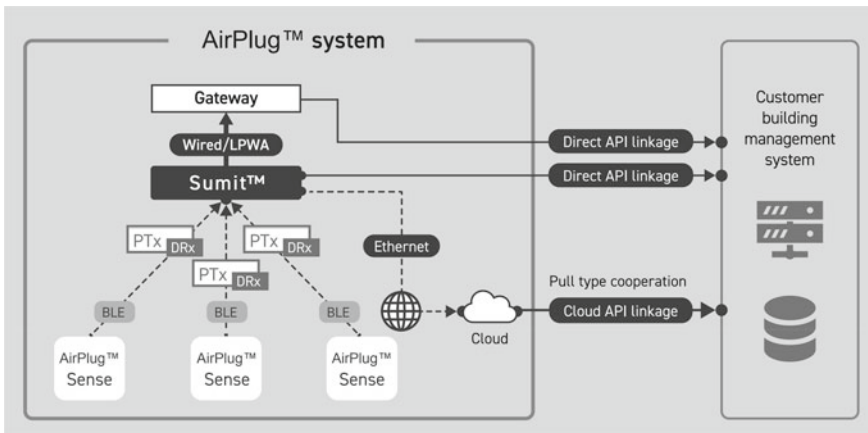 AirPlug™ system
Gateway
Wired/LPWA
Sumit™
PTx
DRx
PTx
DRx
PTx
DRx
BLE
BLE
BLE
AirPlug™
Sense
AirPlug™
Sense
AirPlug™
Sense
Ethernet
Cloud
Direct API linkage
Direct API linkage
Pull type cooperation
Cloud API linkage
Customer
building
management
system